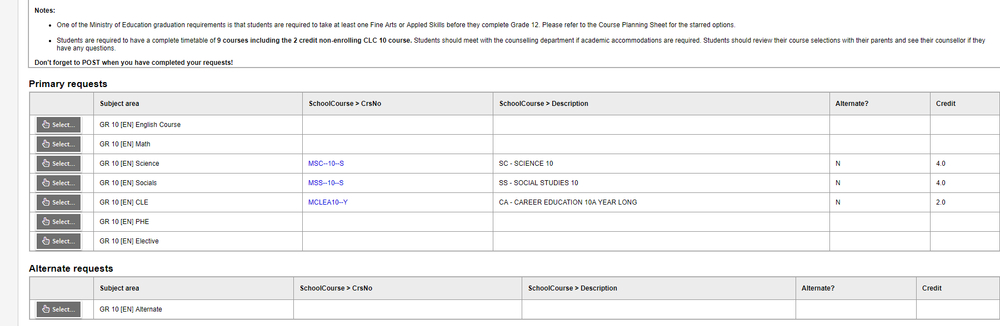 Notes:
• One of the Ministry of Education graduation requirements is that students are required to take at least one Fine Arts or Appled Skills before they complete Grade 12. Please refer to the Course Planning Sheet for the starred options.
• Students are required to have a complete timetable of 9 courses including the 2 credit non-enrolling CLC 10 course. Students should meet with the counselling department if academic accommodations are required. Students should review their course selections with their parents and see their counsellor if they
have any questions.
Don't forget to POST when you have completed your requests!
Primary requests
Subject area SchoolCourse > CrsNo SchoolCourse > Description Alternate? Credit
Select... GR 10 [EN] English Course
Select... GR 10 [EN] Math
Select... GR 10 [EN] Science MSC--10--S SC - SCIENCE 10 N 4.0
Select... GR 10 [EN] Socials MSS--10--S SS - SOCIAL STUDIES 10 N 4.0
Select... GR 10 [EN] CLE MCLEA10--Y CA - CAREER EDUCATION 10A YEAR LONG N 2.0
Select... GR 10 [EN] PHE
Select... GR 10 [EN] Elective
Alternate requests
Subject area SchoolCourse > CrsNo SchoolCourse > Description Alternate? Credit
Select... GR 10 [EN] Alternate